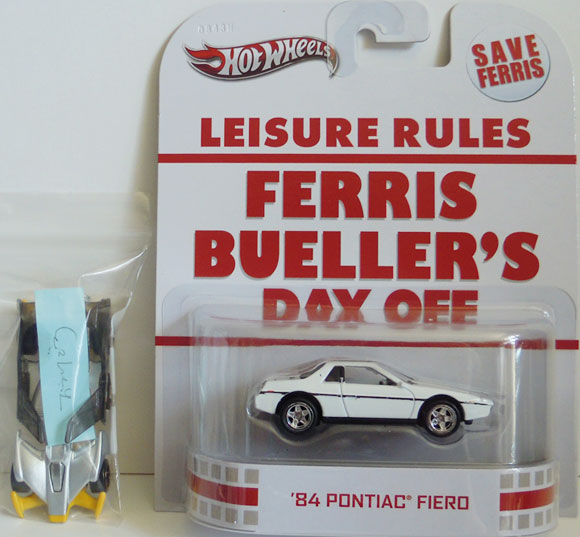 HOT WHEELS
SAVE
FERRIS
LEISURE RULES
FERRIS
BUELLER'S
DAY OFF
'84 PONTIAC® FIERO